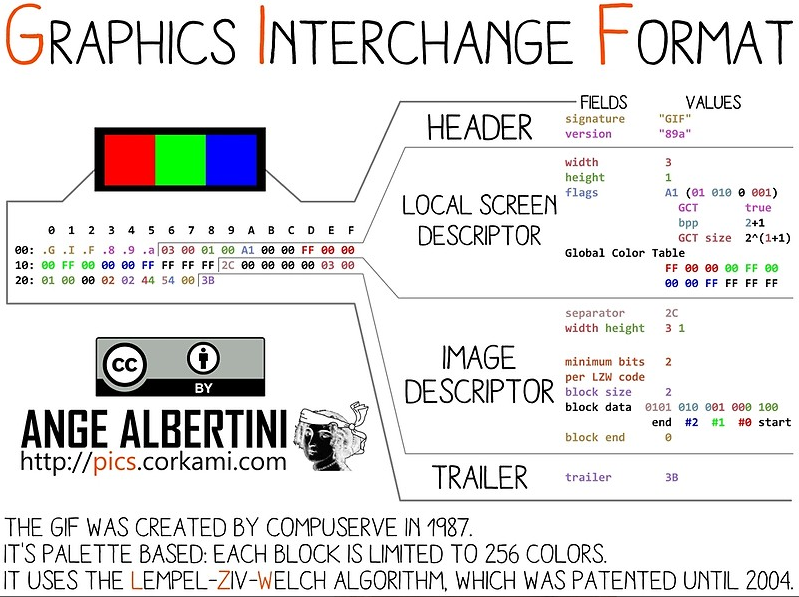 GRAPHICS INTERCHANGE FORMAT
FIELDS VALUES
HEADER
signature "GIF"
version "89a"
LOCAL SCREEN
DESCRIPTOR
width 3
height 1
flags A1 (01 010 0 001)
GCT true
bpp 2+1
GCT size 2^(1+1)
Global Color Table
FF 00 00 00 FF 00
00 00 FF FF FF FF
0 1 2 3 4 5 6 7 8 9 A B C D E F
00: .G .I .F .8 .9 .a 03 00 01 00 A1 00 00 FF 00 00
10: 00 FF 00 00 00 FF FF FF FF 2C 00 00 00 00 03 00
20: 01 00 00 02 02 44 54 00 3B
IMAGE
DESCRIPTOR
separator 2C
width height 3 1
minimum bits 2
per LZW code
block size 2
block data 0101 010 001 000 100
end #2 #1 #0 start
block end 0
TRAILER
trailer 3B
cc
BY
ANGE ALBERTINI
http://pics.corkami.com
THE GIF WAS CREATED BY COMPUSERVE IN 1987.
IT'S PALETTE BASED: EACH BLOCK IS LIMITED TO 256 COLORS.
IT USES THE LEMPEL-ZIV-WELCH ALGORITHM, WHICH WAS PATENTED UNTIL 2004.